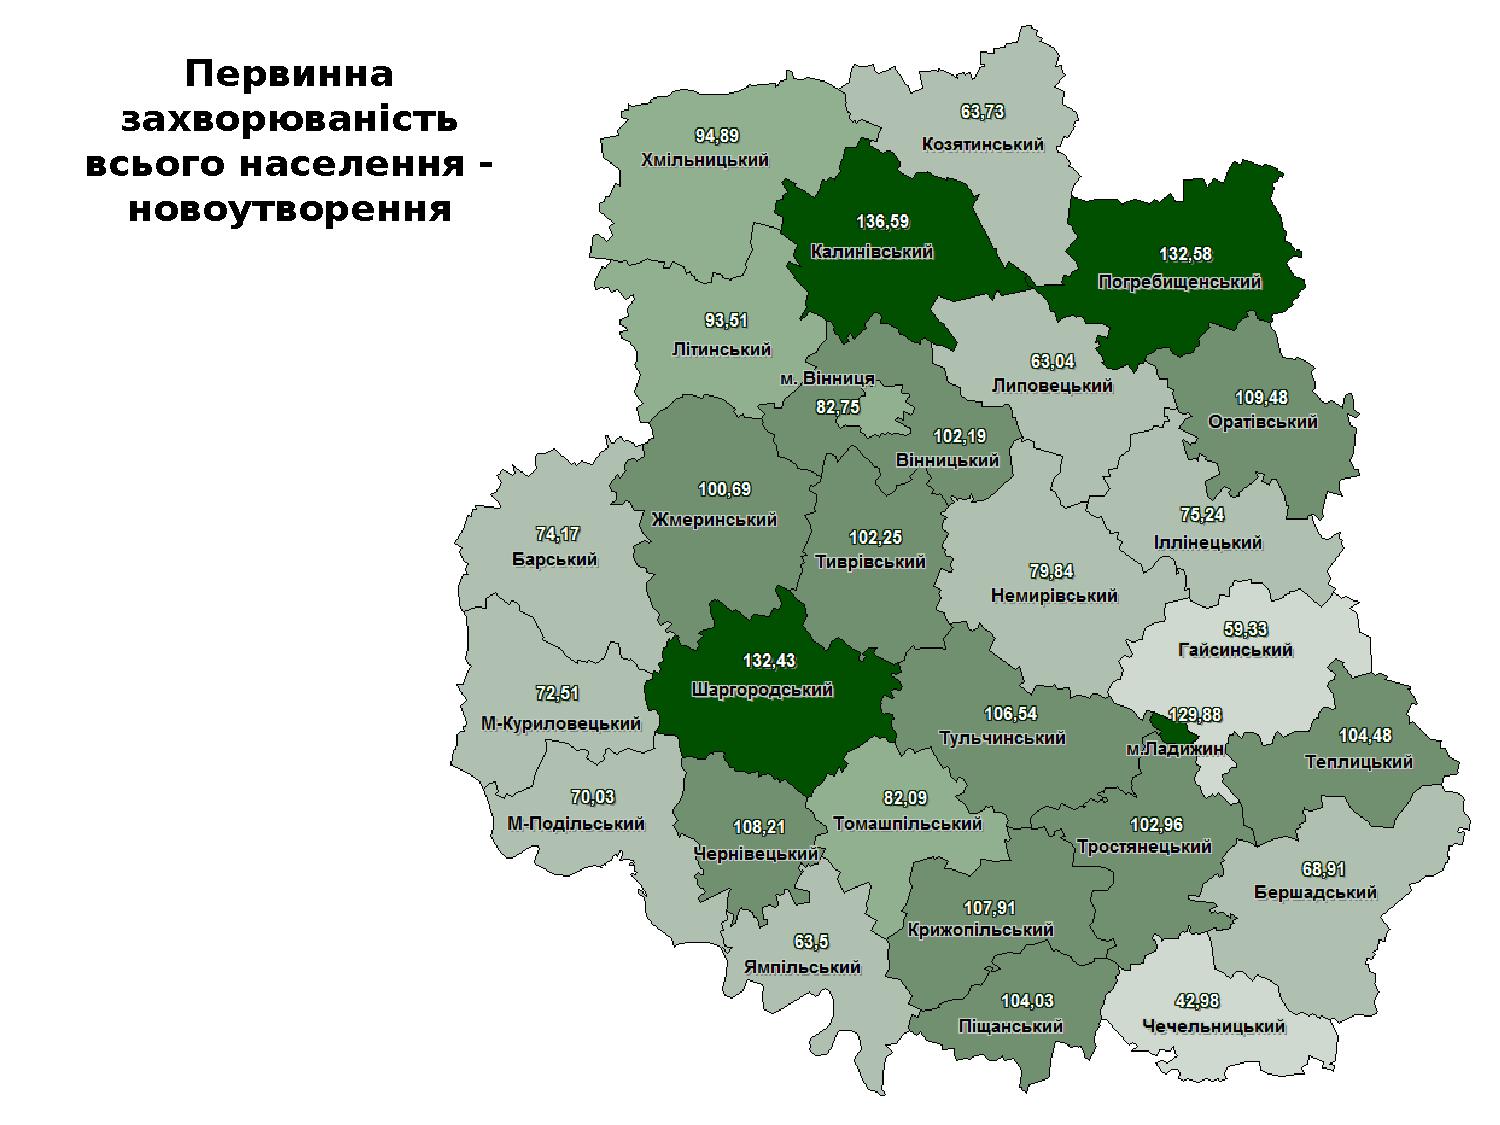 Первинна
захворюваність
всього населення -
новоутворення
63,73
Козятинський
94,89
Хмільницький
136,59
Калинівський
132,58
Погребищенський
93,51
Літинський
63,04
Липовецький
м. Вінниця
82,75
109,48
Оратівський
102,19
Вінницький
100,69
Жмеринський
75,24
Іллінецький
74,17
Барський
102,25
Тиврівський
79,84
Немирівський
59,33
Гайсинський
132,43
Шаргородський
72,51
М-Куриловецький
106,54
Тульчинський
129,88
м.Ладижин
104,48
Теплицький
70,03
М-Подільський
82,09
Томашпільський
108,21
Чернівецький
102,96
Тростянецький
68,91
Бершадський
107,91
Крижопільський
63,5
Ямпільський
104,03
Піщанський
42,98
Чечельницький